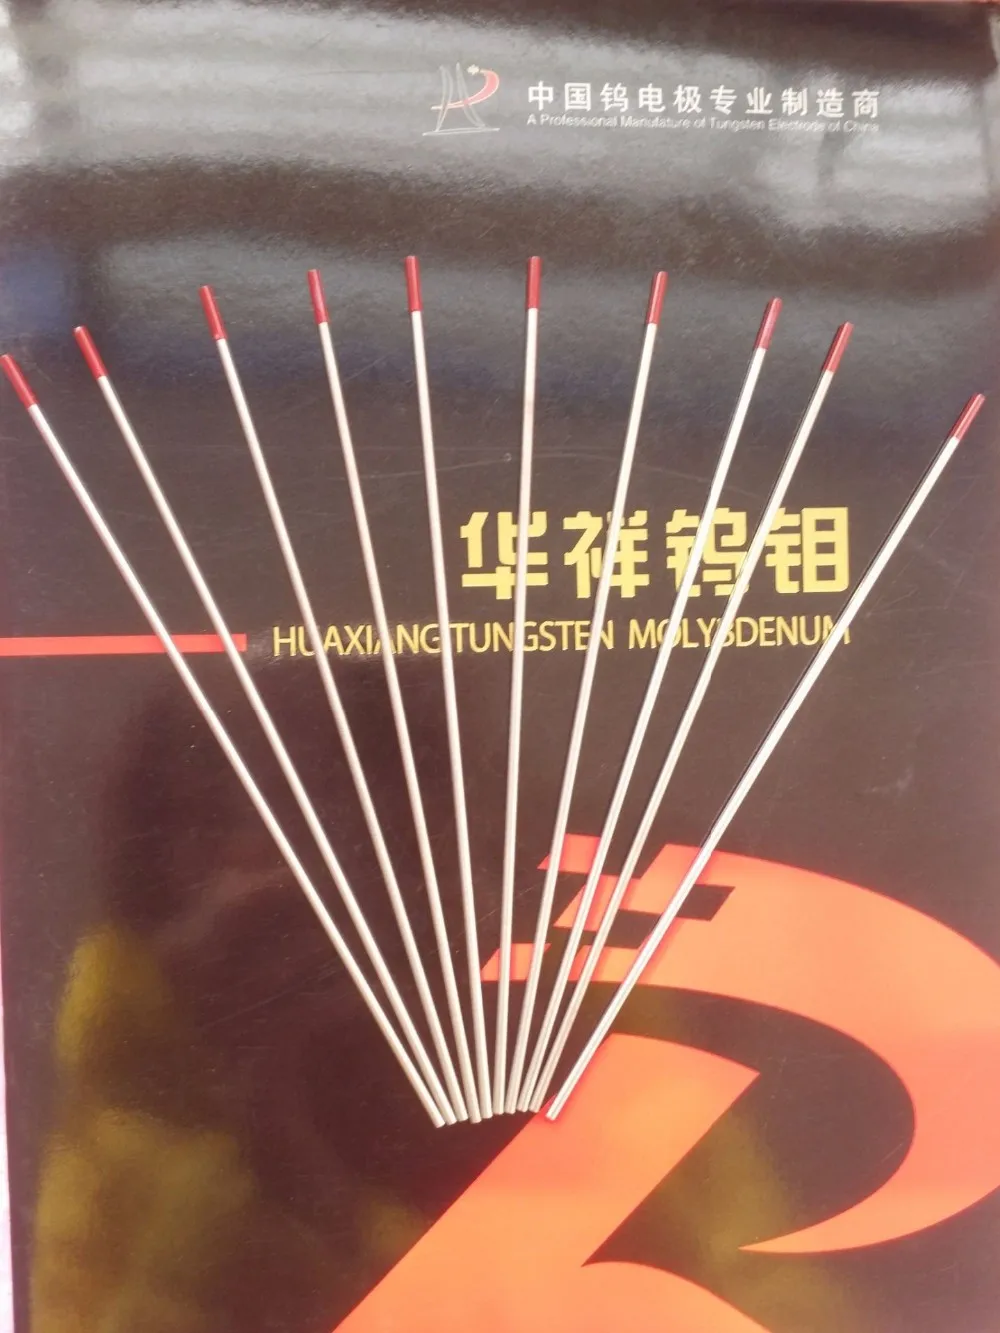 中国钨电极专业制造商
A Professional Manufature of Tungsten Electrode of China
华祥钨钼
HUAXIANG TUNGSTEN MOLYBDENUM